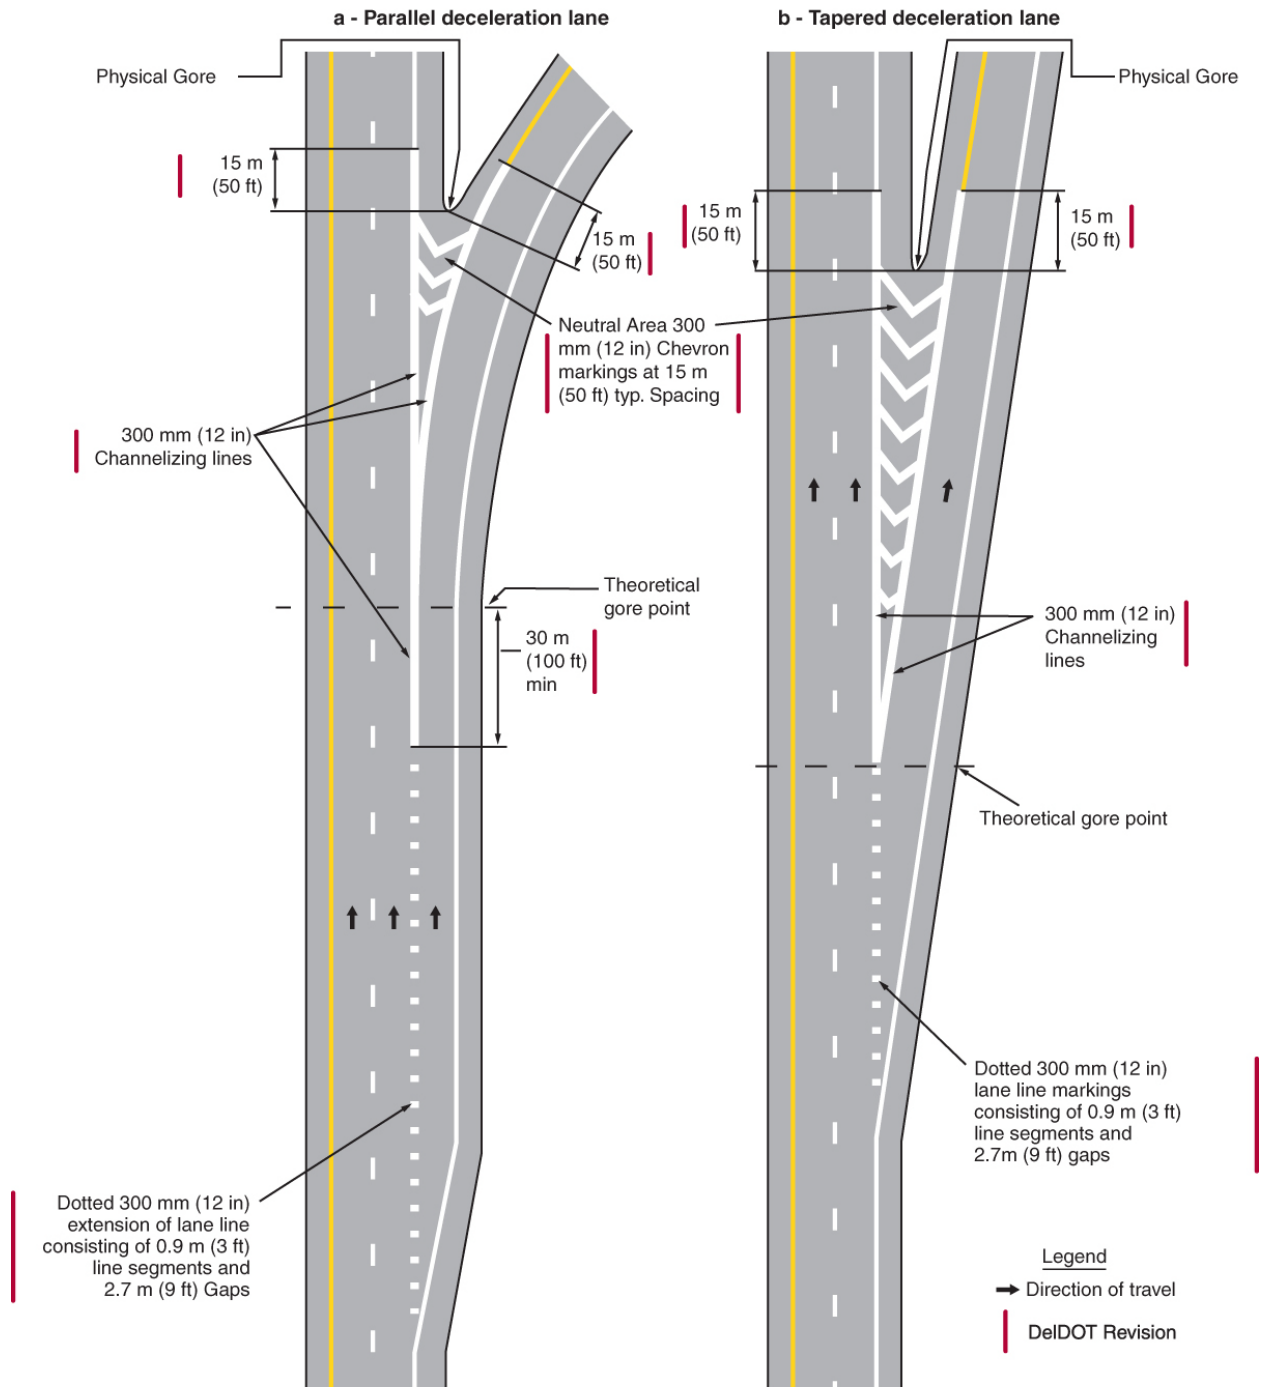 a - Parallel deceleration lane
b - Tapered deceleration lane
Physical Gore
Physical Gore
15 m
(50 ft)
15 m
(50 ft)
15 m
(50 ft)
15 m
(50 ft)
Neutral Area 300
mm (12 in) Chevron
markings at 15 m
(50 ft) typ. Spacing
300 mm (12 in)
Channelizing lines
Theoretical
gore point
30 m
(100 ft)
min
300 mm (12 in)
Channelizing
lines
Theoretical gore point
Dotted 300 mm (12 in)
lane line markings
consisting of 0.9 m (3 ft)
line segments and
2.7m (9 ft) gaps
Dotted 300 mm (12 in)
extension of lane line
consisting of 0.9 m (3 ft)
line segments and
2.7 m (9 ft) Gaps
Legend
Direction of travel
DelDOT Revision